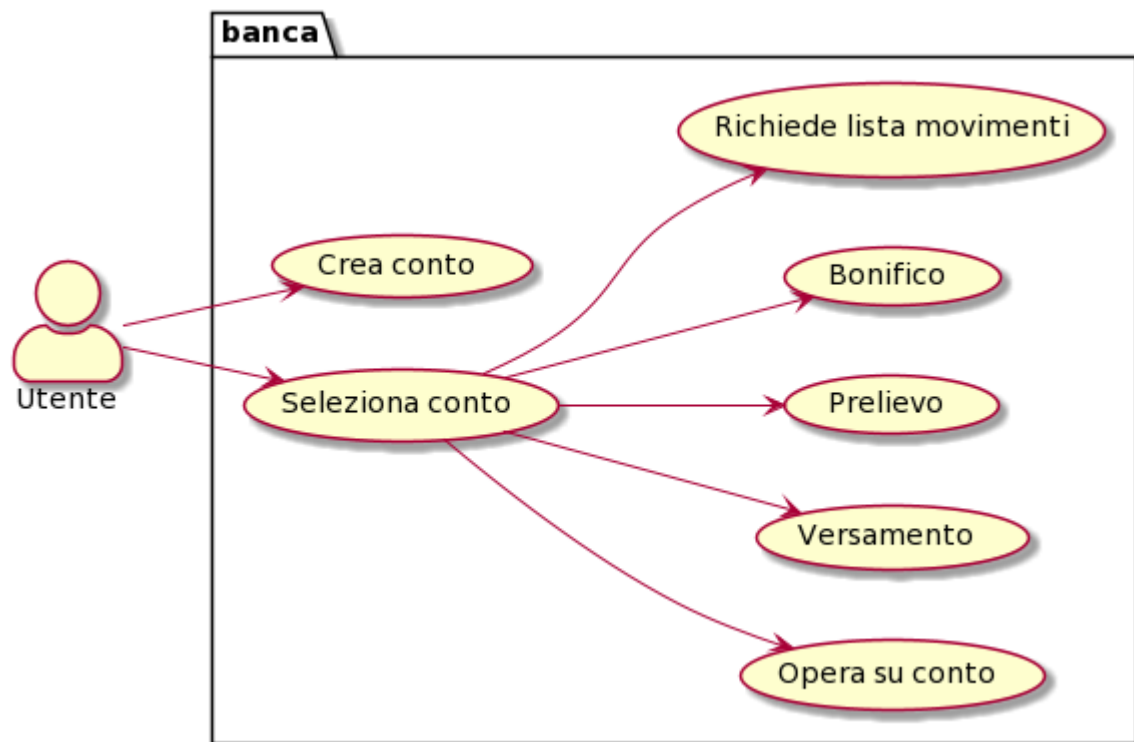 banca
Richiede lista movimenti
Crea conto
Bonifico
Utente
Seleziona conto
Prelievo
Versamento
Opera su conto